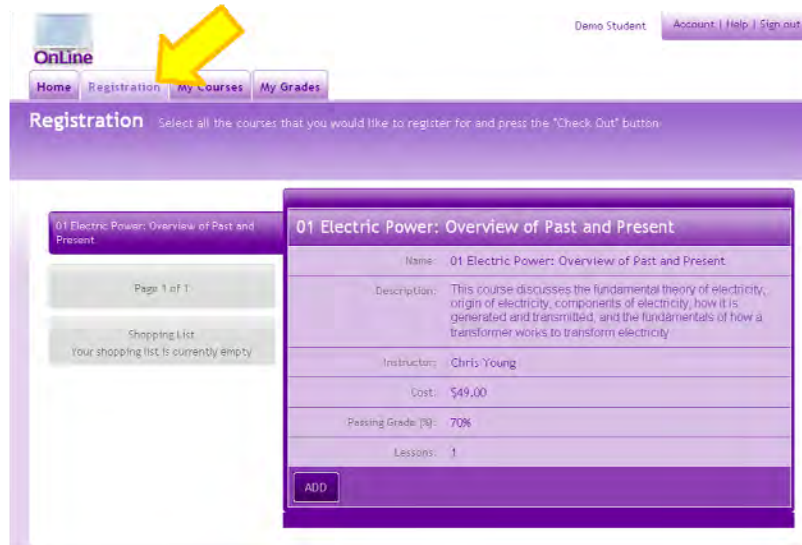 Demo Student Account | Help | Sign out
OnLine
Home Registration My Courses My Grades
Registration Select all the courses that you would like to register for and press the "Check Out" button
01 Electric Power: Overview of Past and
Present
Page 1 of 1
Shopping List
Your shopping list is currently empty
01 Electric Power: Overview of Past and Present
Name: 01 Electric Power: Overview of Past and Present
Description: This course discusses the fundamental theory of electricity,
origin of electricity, components of electricity, how it is
generated and transmitted, and the fundamentals of how a
transformer works to transform electricity
Instructor: Chris Young
Cost: $49.00
Passing Grade (%): 70%
Lessons: 1
ADD